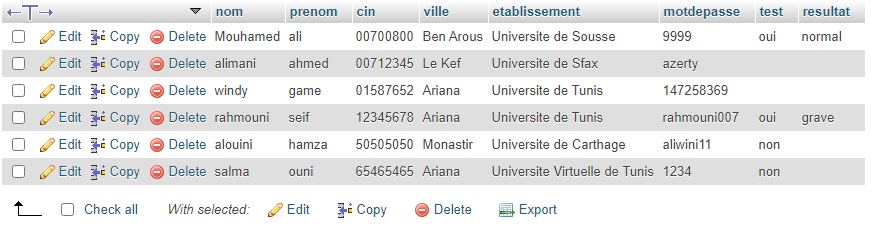 nom prenom cin ville etablissement motdepasse test resultat
Edit Copy Delete Mouhamed ali 00700800 Ben Arous Universite de Sousse 9999 oui normal
Edit Copy Delete alimani ahmed 00712345 Le Kef Universite de Sfax azerty
Edit Copy Delete windy game 01587652 Ariana Universite de Tunis 147258369
Edit Copy Delete rahmouni seif 12345678 Ariana Universite de Tunis rahmouni007 oui grave
Edit Copy Delete alouini hamza 50505050 Monastir Universite de Carthage aliwini11 non
Edit Copy Delete salma ouni 65465465 Ariana Universite Virtuelle de Tunis 1234 non
Check all With selected: Edit Copy Delete Export